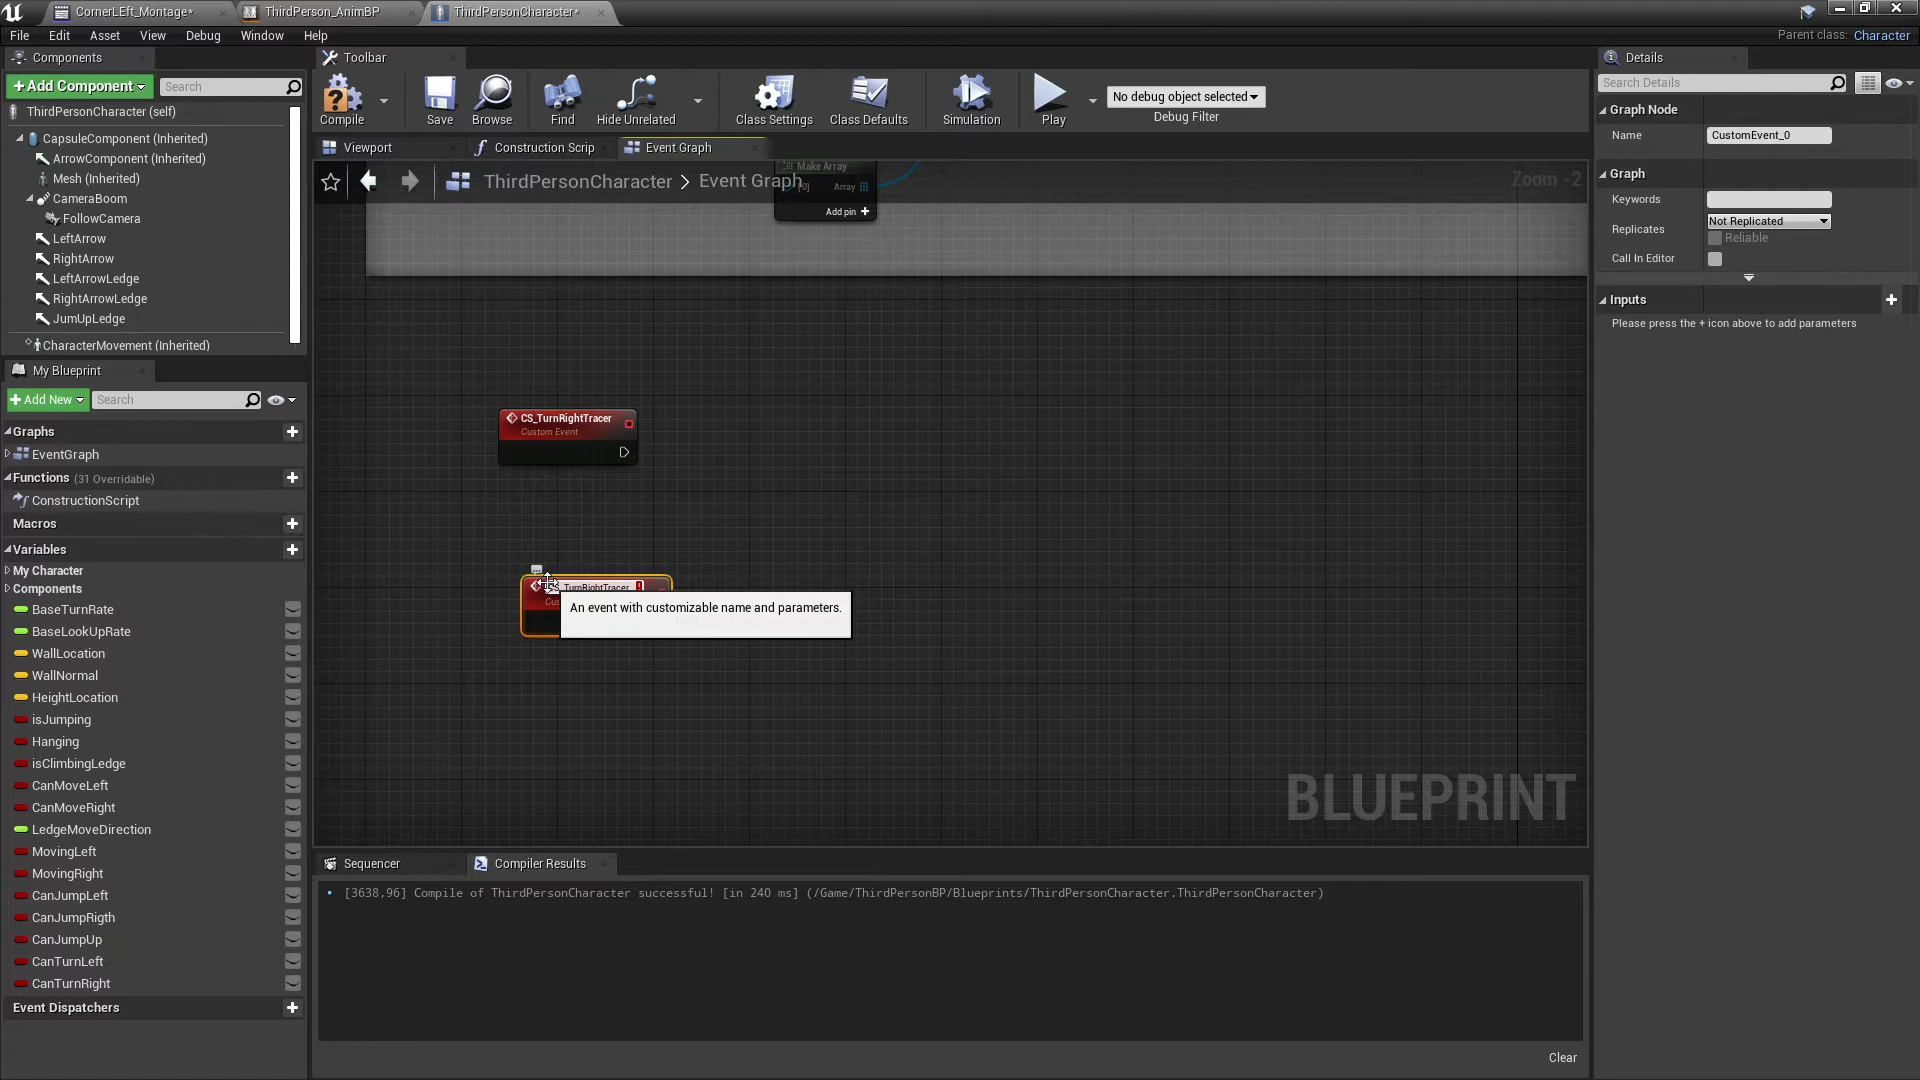 CornerLEft_Montage*
ThirdPerson_AnimBP
ThirdPersonCharacter*
File Edit Asset View Debug Window Help
Parent class: Character
Components
+ Add Component
Search
ThirdPersonCharacter (self)
CapsuleComponent (Inherited)
ArrowComponent (Inherited)
Mesh (Inherited)
CameraBoom
FollowCamera
LeftArrow
RightArrow
LeftArrowLedge
RightArrowLedge
JumUpLedge
CharacterMovement (Inherited)
My Blueprint
+ Add New
Search
Graphs
EventGraph
Functions (31 Overridable)
ConstructionScript
Macros
Variables
My Character
Components
BaseTurnRate
BaseLookUpRate
WallLocation
WallNormal
HeightLocation
isJumping
Hanging
isClimbingLedge
CanMoveLeft
CanMoveRight
LedgeMoveDirection
MovingLeft
MovingRight
CanJumpLeft
CanJumpRigth
CanJumpUp
CanTurnLeft
CanTurnRight
Event Dispatchers
Toolbar
Compile
Save
Browse
Find
Hide Unrelated
Class Settings
Class Defaults
Simulation
Play
No debug object selected
Debug Filter
Viewport
Construction Scrip
Event Graph
ThirdPersonCharacter > Event Graph
Zoom -2
Make Array
[0] Array
Add pin +
CS_TurnRightTracer
Custom Event
TurnRightTracer
An event with customizable name and parameters.
BLUEPRINT
Sequencer
Compiler Results
[3638,96] Compile of ThirdPersonCharacter successful! [in 240 ms] (/Game/ThirdPersonBP/Blueprints/ThirdPersonCharacter.ThirdPersonCharacter)
Clear
Details
Search Details
Graph Node
Name CustomEvent_0
Graph
Keywords
Replicates Not Replicated
Reliable
Call In Editor
Inputs
Please press the + icon above to add parameters